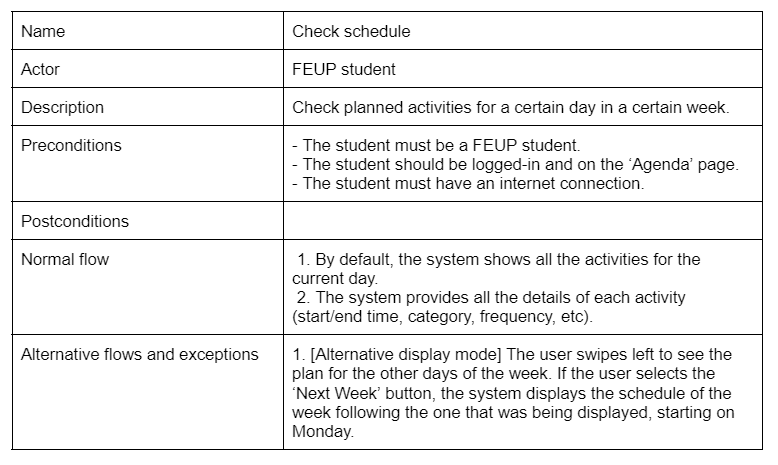 Name
Check schedule
Actor
FEUP student
Description
Check planned activities for a certain day in a certain week.
Preconditions
- The student must be a FEUP student.
- The student should be logged-in and on the ‘Agenda’ page.
- The student must have an internet connection.
Postconditions
Normal flow
1. By default, the system shows all the activities for the
current day.
2. The system provides all the details of each activity
(start/end time, category, frequency, etc).
Alternative flows and exceptions
1. [Alternative display mode] The user swipes left to see the
plan for the other days of the week. If the user selects the
‘Next Week’ button, the system displays the schedule of the
week following the one that was being displayed, starting on
Monday.